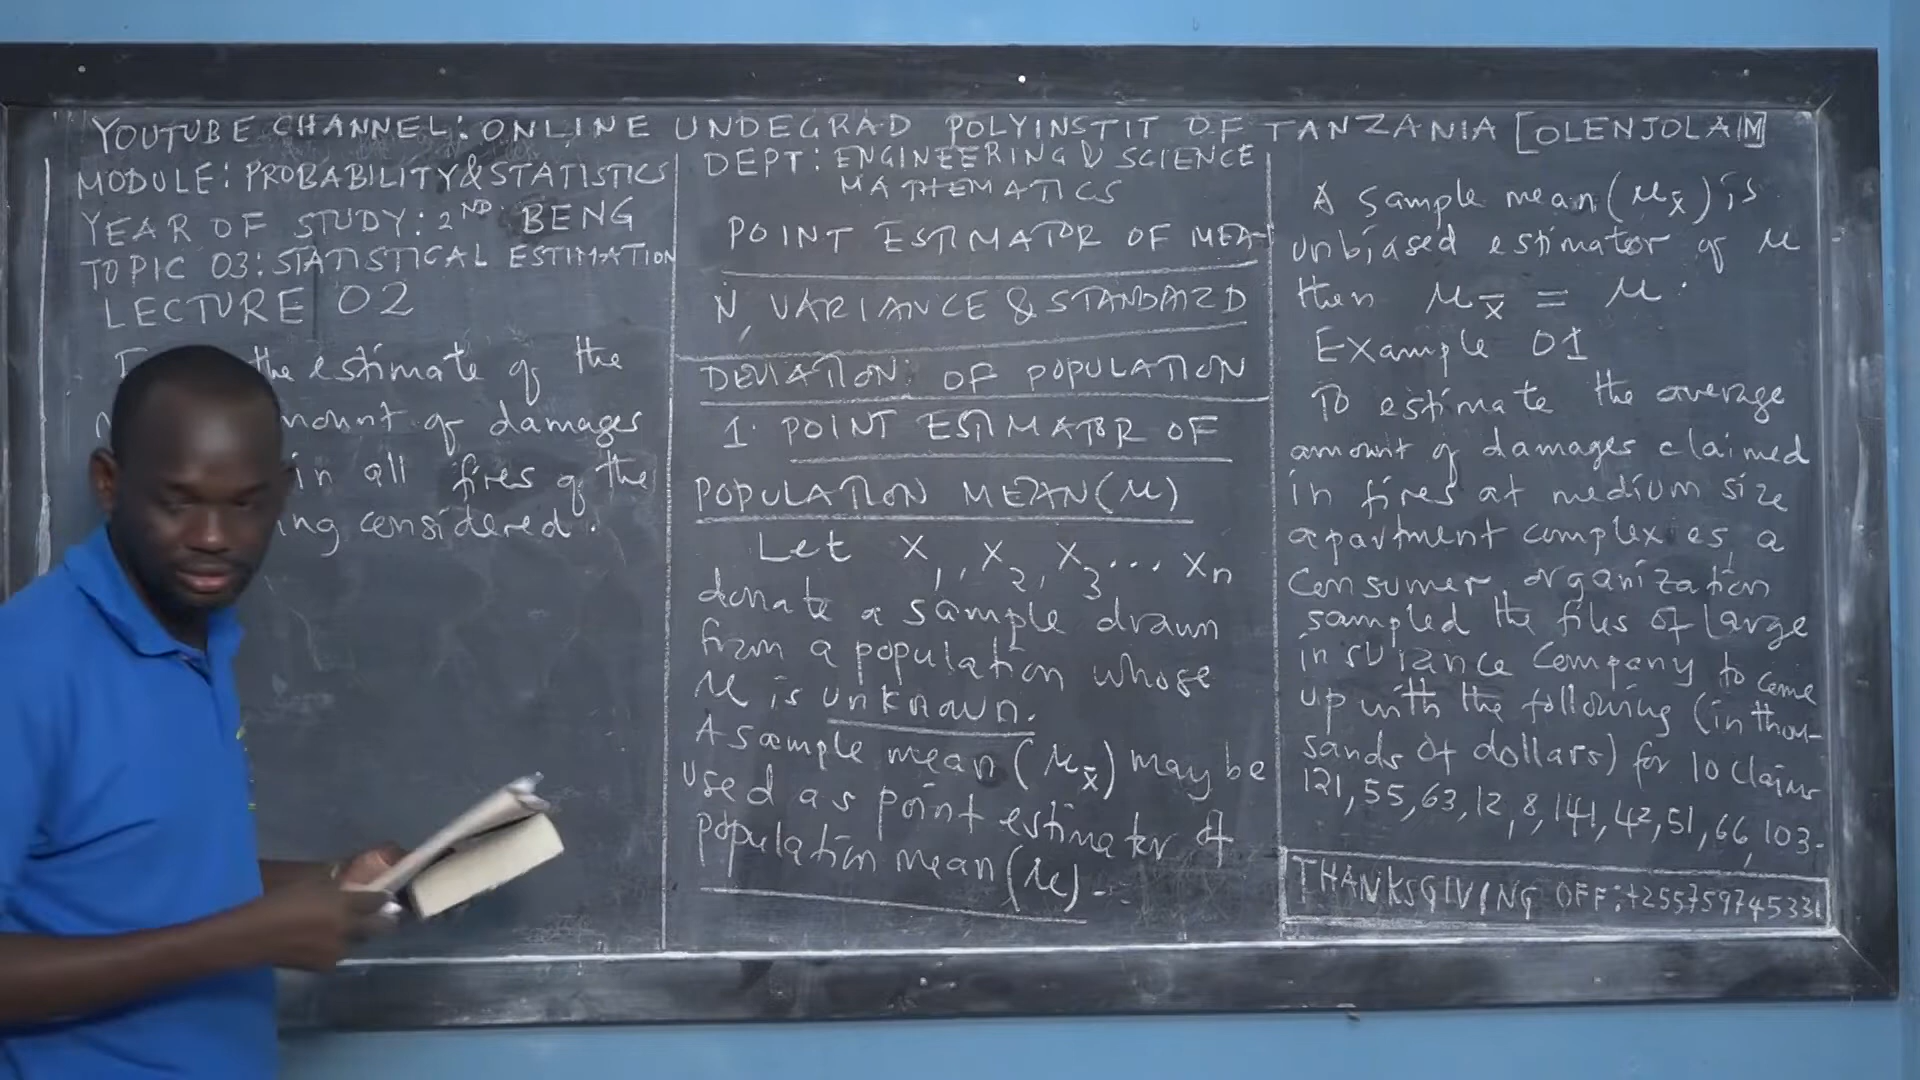 YOUTUBE CHANNEL: ONLINE UNDEGRAD POLYINSTIT OF TANZANIA [OLENJOLAIM]
MODULE: PROBABILITY & STATISTICS
YEAR OF STUDY: 2ND BENG
TOPIC 03: STATISTICAL ESTIMATION
LECTURE 02
the estimate of the
of damages
in all fires of the
considered.
DEPT: ENGINEERING & SCIENCE
MATHEMATICS
POINT ESTIMATOR OF MEA-
N, VARIANCE & STANDARD
DEVIATION OF POPULATION
1. POINT ESTIMATOR OF
POPULATION MEAN (μ)
Let X1, X2, X3... Xn
donate a sample drawn
from a population whose
μ is unknown.
A sample mean (μx̄) may be
used as point estimator of
population mean (μ).
A sample mean (μx̄) is
unbiased estimator of μ
then μx̄ = μ.
Example 01
To estimate the average
amount of damages claimed
in fires at medium size
apartment complexes, a
Consumer organization
sampled the files of large
insurance Company to come
up with the following (in thou-
sands of dollars) for 10 claims
121, 55, 63, 12, 8, 141, 42, 51, 66, 103.
THANKSGIVING OFF: +255759745331